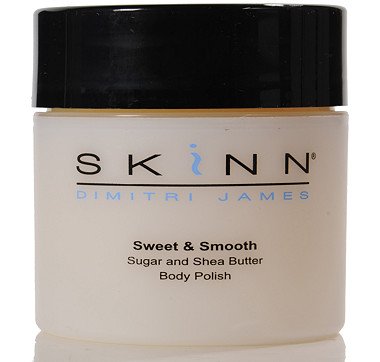 SKiNN®
DIMITRI JAMES
Sweet & Smooth
Sugar and Shea Butter
Body Polish